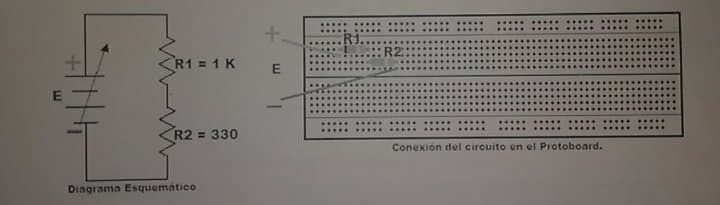 +
E
−
R1 = 1 K
R2 = 330
Diagrama Esquemático
+
E
−
R1
R2
Conexion del circuito en el Protoboard.